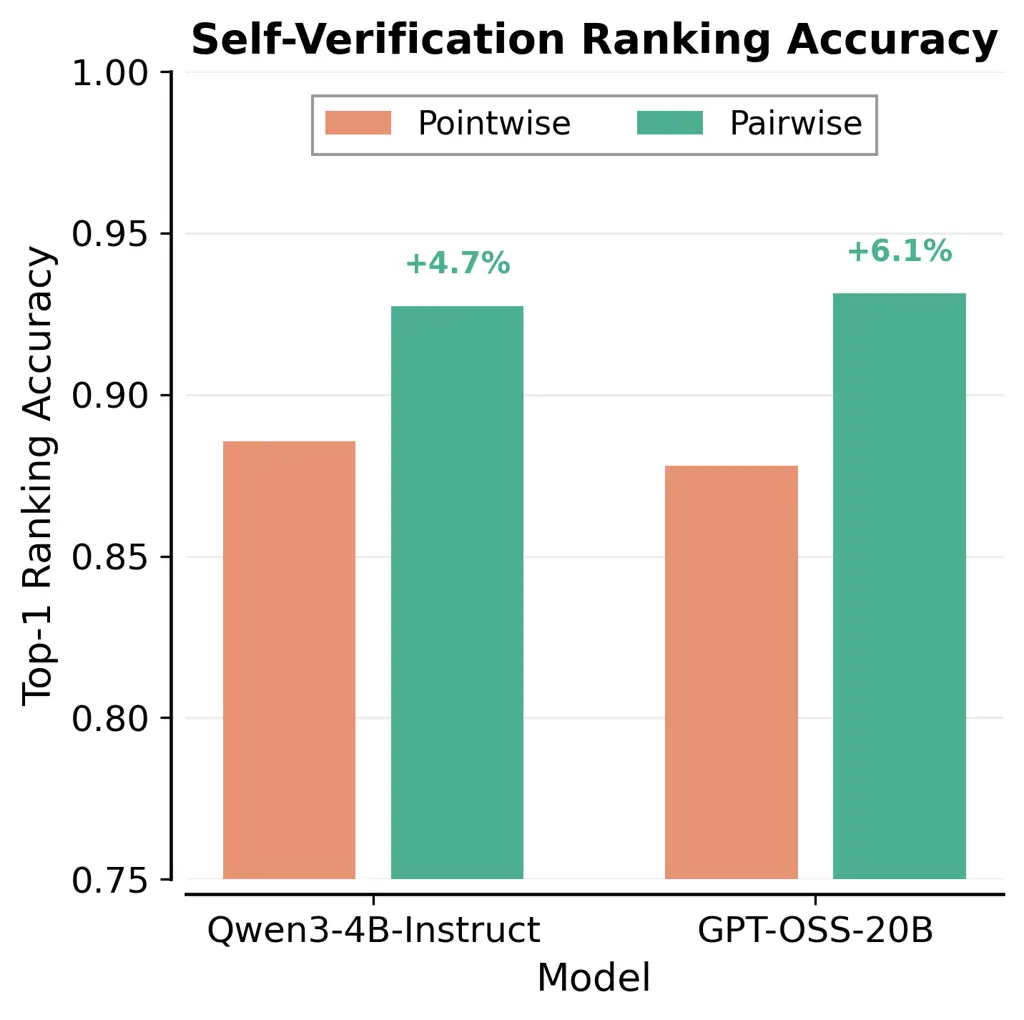 Self-Verification Ranking Accuracy
Pointwise Pairwise
1.00
0.95
0.90
0.85
0.80
0.75
Top-1 Ranking Accuracy
+4.7%
+6.1%
Qwen3-4B-Instruct GPT-OSS-20B
Model